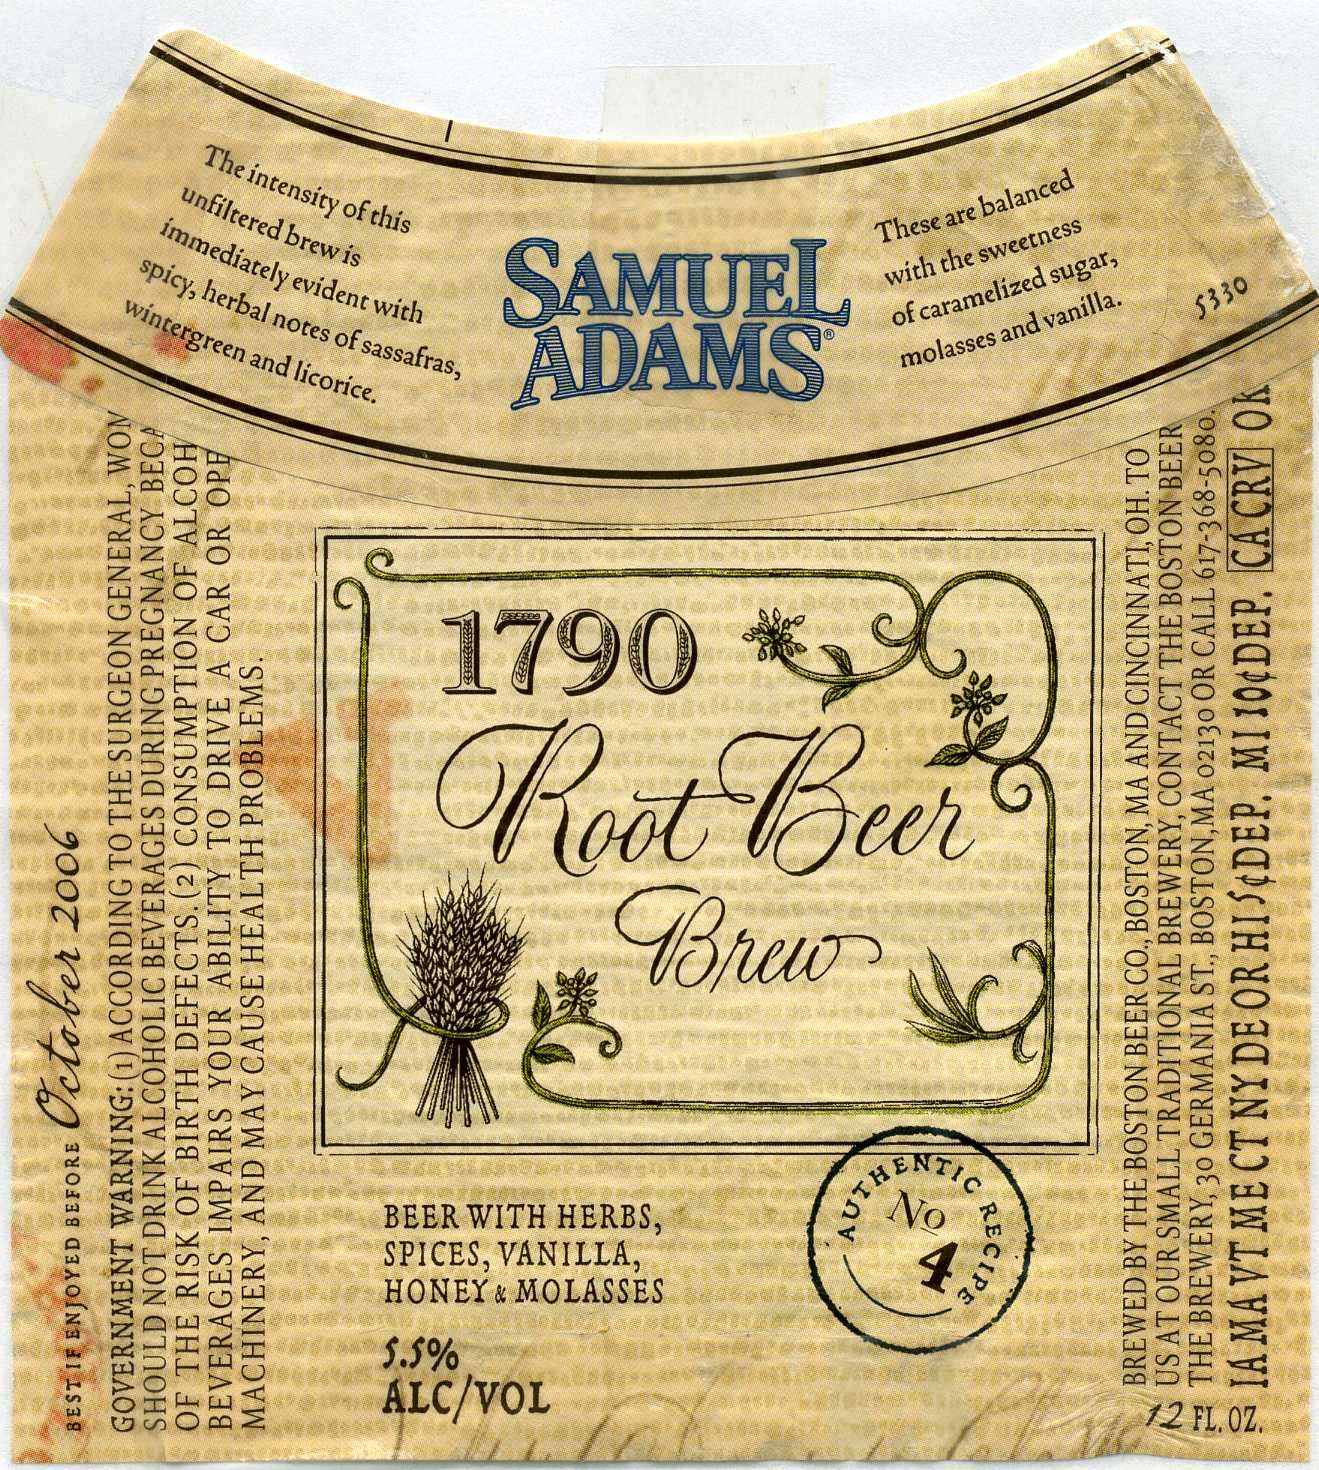 The intensity of this
unfiltered brew is
immediately evident with
spicy, herbal notes of sassafras,
wintergreen and licorice.
SAMUEL
ADAMS®
These are balanced
with the sweetness
of caramelized sugar,
molasses and vanilla.
5330
1790
Root Beer
Brew
BEER WITH HERBS,
SPICES, VANILLA,
HONEY & MOLASSES
5.5%
ALC/VOL
AUTHENTIC RECIPE
No
4
BEST IF ENJOYED BEFORE October 2006
GOVERNMENT WARNING: (1) ACCORDING TO THE SURGEON GENERAL, WOM
SHOULD NOT DRINK ALCOHOLIC BEVERAGES DURING PREGNANCY BECA
OF THE RISK OF BIRTH DEFECTS. (2) CONSUMPTION OF ALCOH
BEVERAGES IMPAIRS YOUR ABILITY TO DRIVE A CAR OR OPE
MACHINERY, AND MAY CAUSE HEALTH PROBLEMS.
BREWED BY THE BOSTON BEER CO., BOSTON, MA AND CINCINNATI, OH. TO
US AT OUR SMALL TRADITIONAL BREWERY, CONTACT THE BOSTON BEER
THE BREWERY, 30 GERMANIA ST., BOSTON, MA 02130 OR CALL 617-368-5080.
IA MA VT ME CT NY DE OR HI 5¢ DEP. MI 10¢ DEP. CA CRV OK
12 FL. OZ.